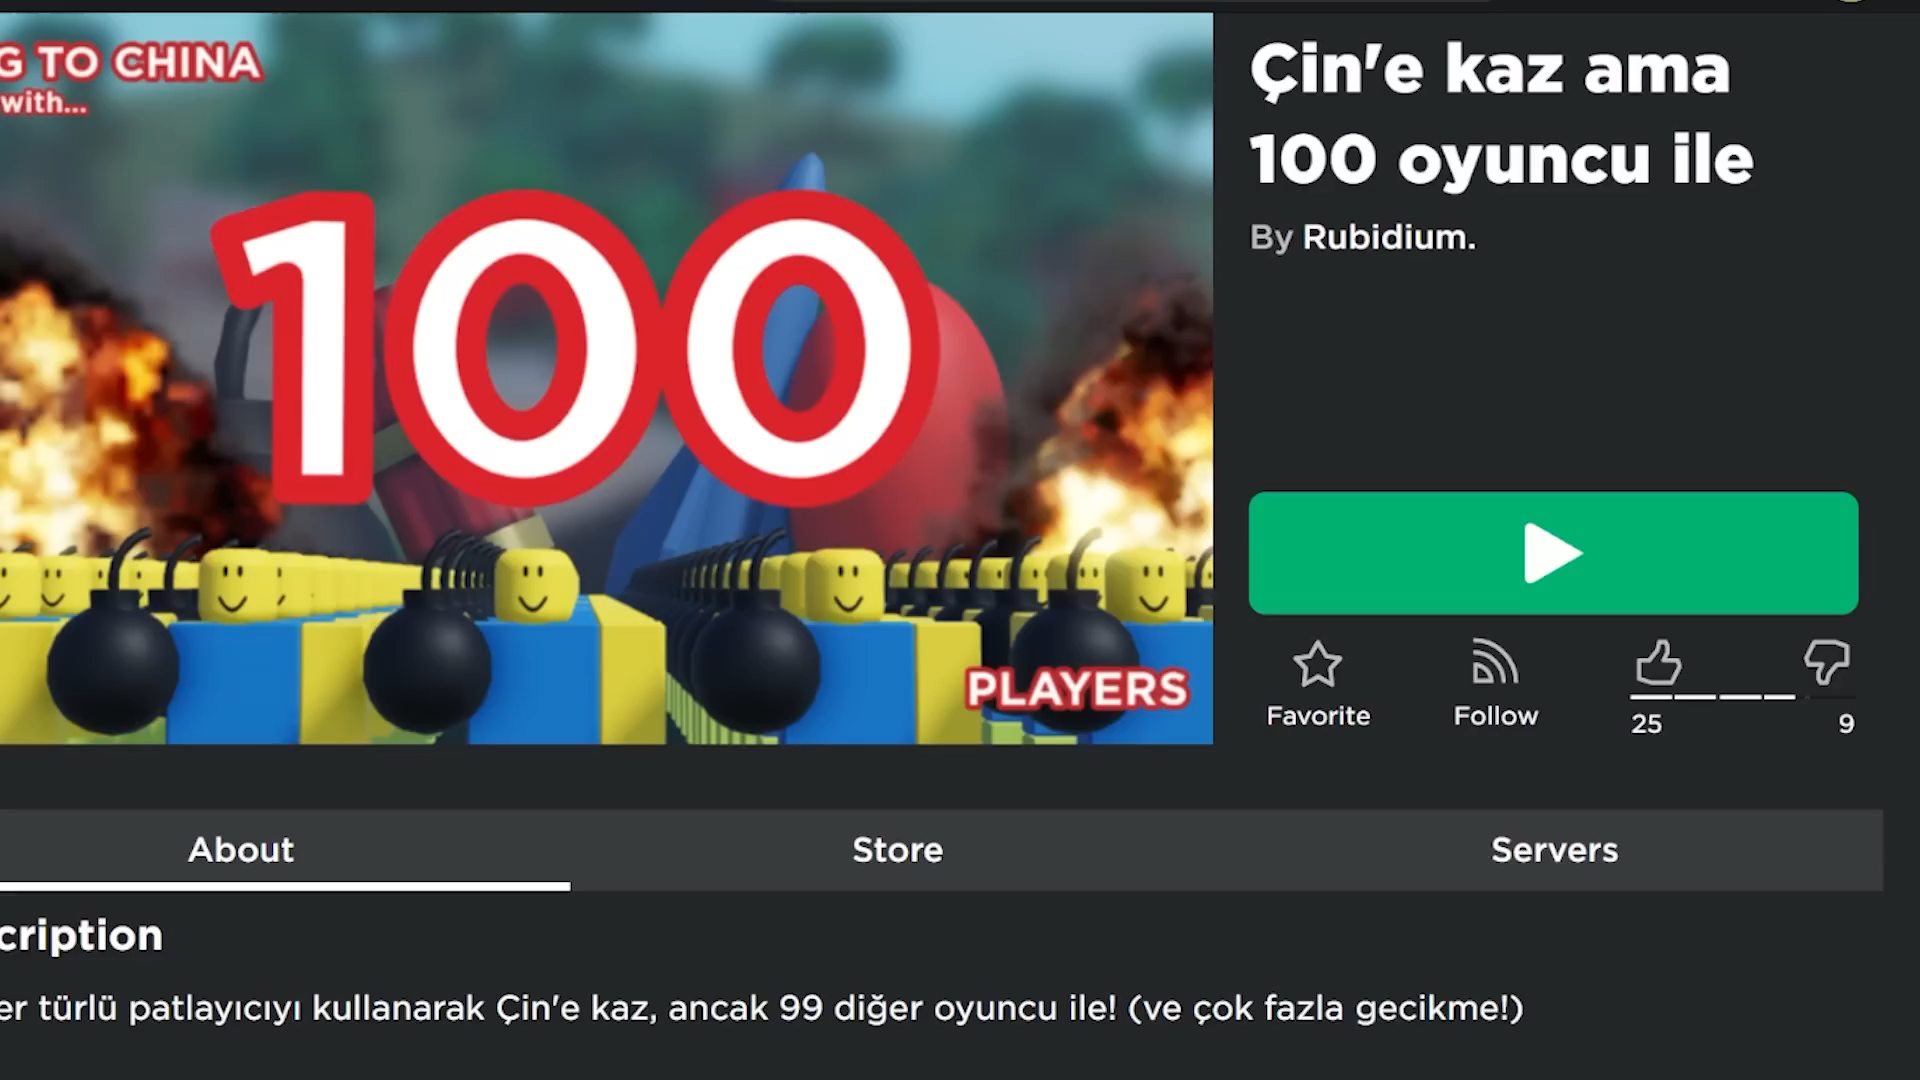 G TO CHINA
with...
100
PLAYERS
Çin'e kaz ama
100 oyuncu ile
By Rubidium.
Favorite
Follow
25
9
About
Store
Servers
cription
er türlü patlayıcıyı kullanarak Çin'e kaz, ancak 99 diğer oyuncu ile! (ve çok fazla gecikme!)